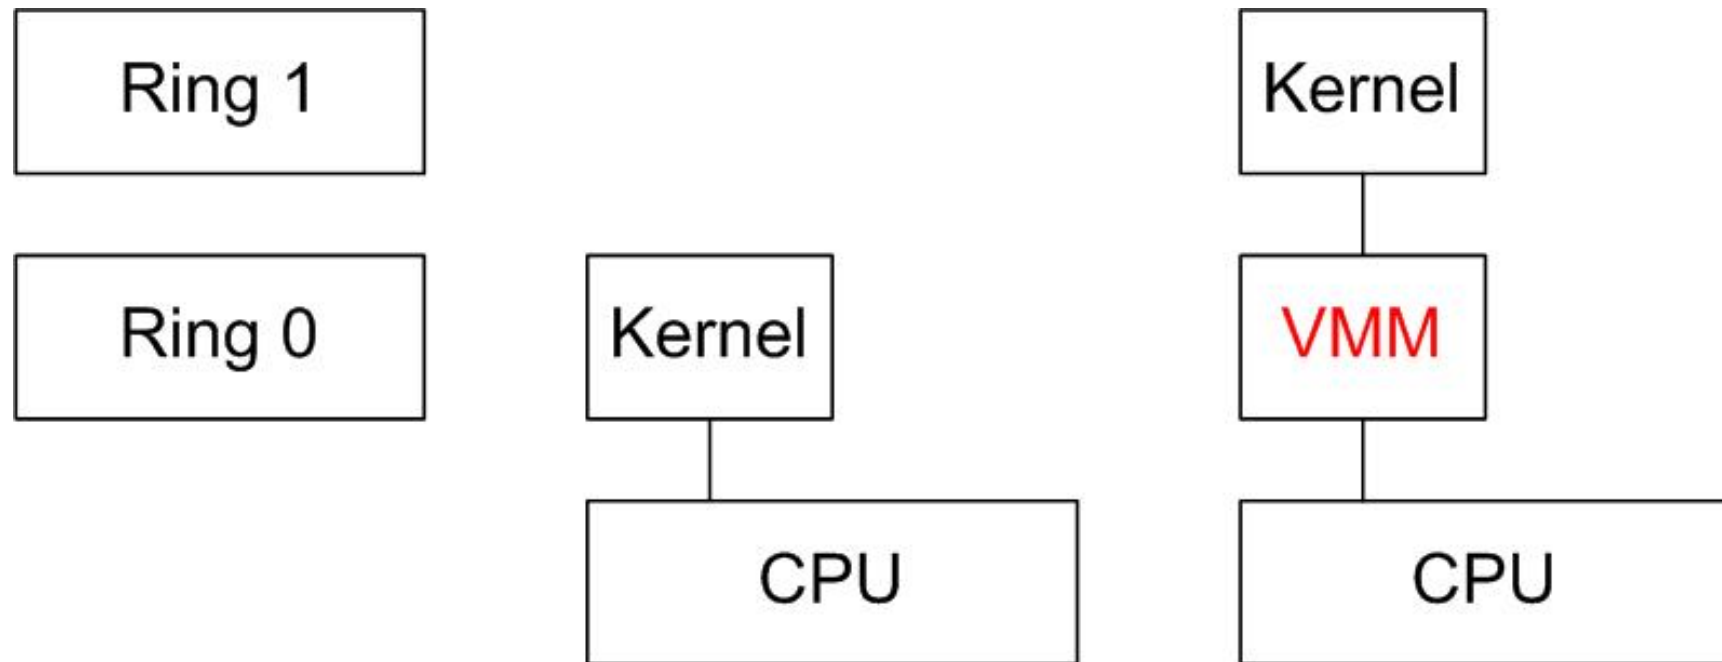 Ring 1
Kernel
Ring 0
Kernel
VMM
CPU
CPU